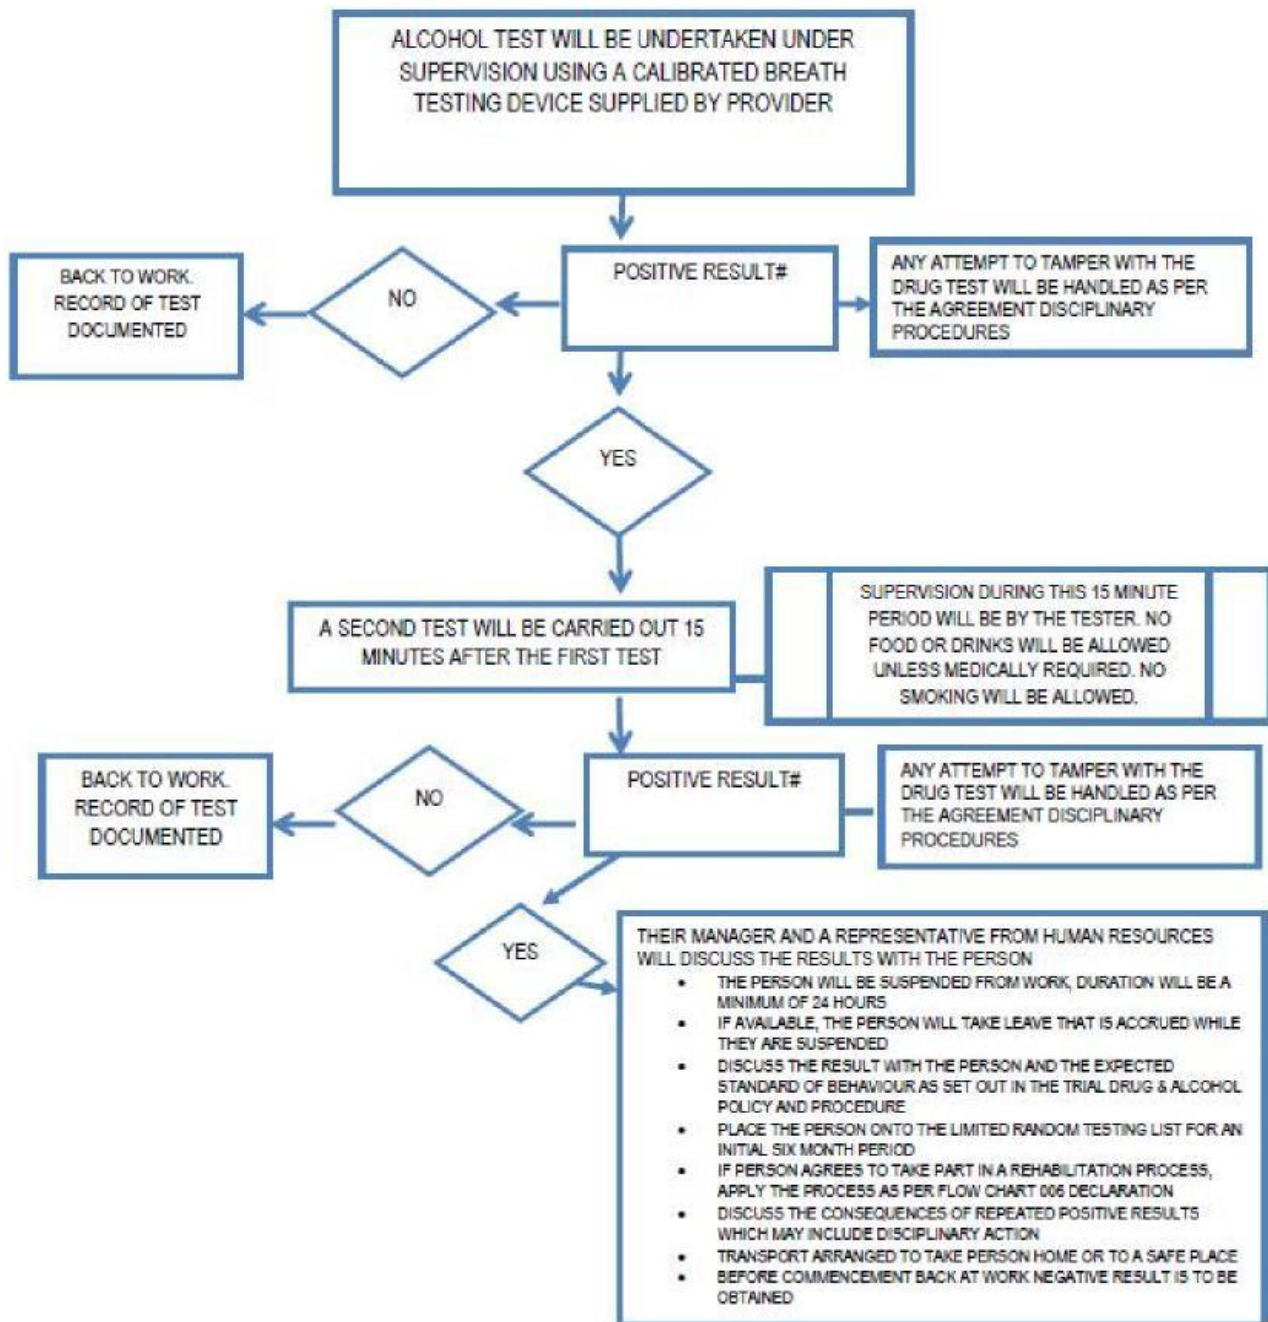 ALCOHOL TEST WILL BE UNDERTAKEN UNDER
SUPERVISION USING A CALIBRATED BREATH
TESTING DEVICE SUPPLIED BY PROVIDER
BACK TO WORK.
RECORD OF TEST
DOCUMENTED
NO
POSITIVE RESULT#
ANY ATTEMPT TO TAMPER WITH THE
DRUG TEST WILL BE HANDLED AS PER
THE AGREEMENT DISCIPLINARY
PROCEDURES
YES
A SECOND TEST WILL BE CARRIED OUT 15
MINUTES AFTER THE FIRST TEST
SUPERVISION DURING THIS 15 MINUTE
PERIOD WILL BE BY THE TESTER. NO
FOOD OR DRINKS WILL BE ALLOWED
UNLESS MEDICALLY REQUIRED. NO
SMOKING WILL BE ALLOWED.
BACK TO WORK.
RECORD OF TEST
DOCUMENTED
NO
POSITIVE RESULT#
ANY ATTEMPT TO TAMPER WITH THE
DRUG TEST WILL BE HANDLED AS PER
THE AGREEMENT DISCIPLINARY
PROCEDURES
YES
THEIR MANAGER AND A REPRESENTATIVE FROM HUMAN RESOURCES
WILL DISCUSS THE RESULTS WITH THE PERSON
• THE PERSON WILL BE SUSPENDED FROM WORK, DURATION WILL BE A
MINIMUM OF 24 HOURS
• IF AVAILABLE, THE PERSON WILL TAKE LEAVE THAT IS ACCRUED WHILE
THEY ARE SUSPENDED
• DISCUSS THE RESULT WITH THE PERSON AND THE EXPECTED
STANDARD OF BEHAVIOUR AS SET OUT IN THE TRIAL DRUG & ALCOHOL
POLICY AND PROCEDURE
• PLACE THE PERSON ONTO THE LIMITED RANDOM TESTING LIST FOR AN
INITIAL SIX MONTH PERIOD
• IF PERSON AGREES TO TAKE PART IN A REHABILITATION PROCESS,
APPLY THE PROCESS AS PER FLOW CHART 006 DECLARATION
• DISCUSS THE CONSEQUENCES OF REPEATED POSITIVE RESULTS
WHICH MAY INCLUDE DISCIPLINARY ACTION
• TRANSPORT ARRANGED TO TAKE PERSON HOME OR TO A SAFE PLACE
• BEFORE COMMENCEMENT BACK AT WORK NEGATIVE RESULT IS TO BE
OBTAINED